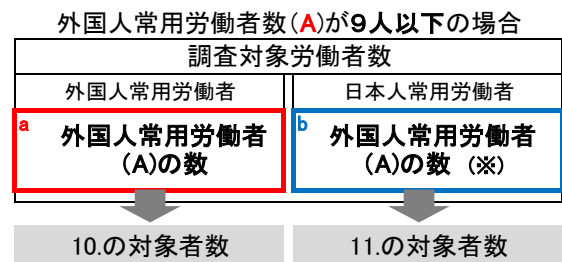 外国人常用労働者数(A)が９人以下の場合
調査対象労働者数
外国人常用労働者
日本人常用労働者
a
外国人常用労働者
(A)の数
b
外国人常用労働者
(A)の数 (※)
10.の対象者数
11.の対象者数